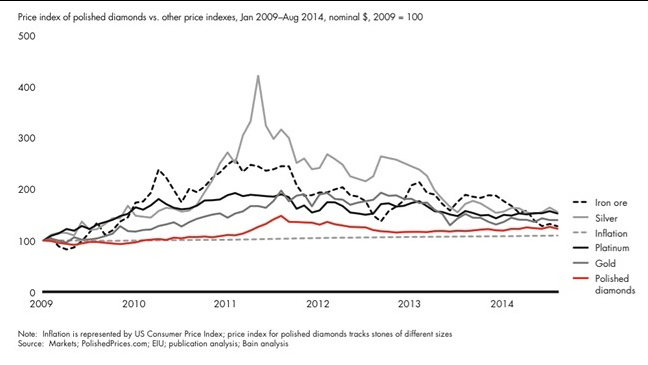 Price index of polished diamonds vs. other price indexes, Jan 2009–Aug 2014, nominal $, 2009 = 100
500
400
300
200
100
0
2009 2010 2011 2012 2013 2014
Iron ore
Silver
Inflation
Platinum
Gold
Polished
diamonds
Note: Inflation is represented by US Consumer Price Index; price index for polished diamonds tracks stones of different sizes
Source: Markets; PolishedPrices.com; EIU; publication analysis; Bain analysis